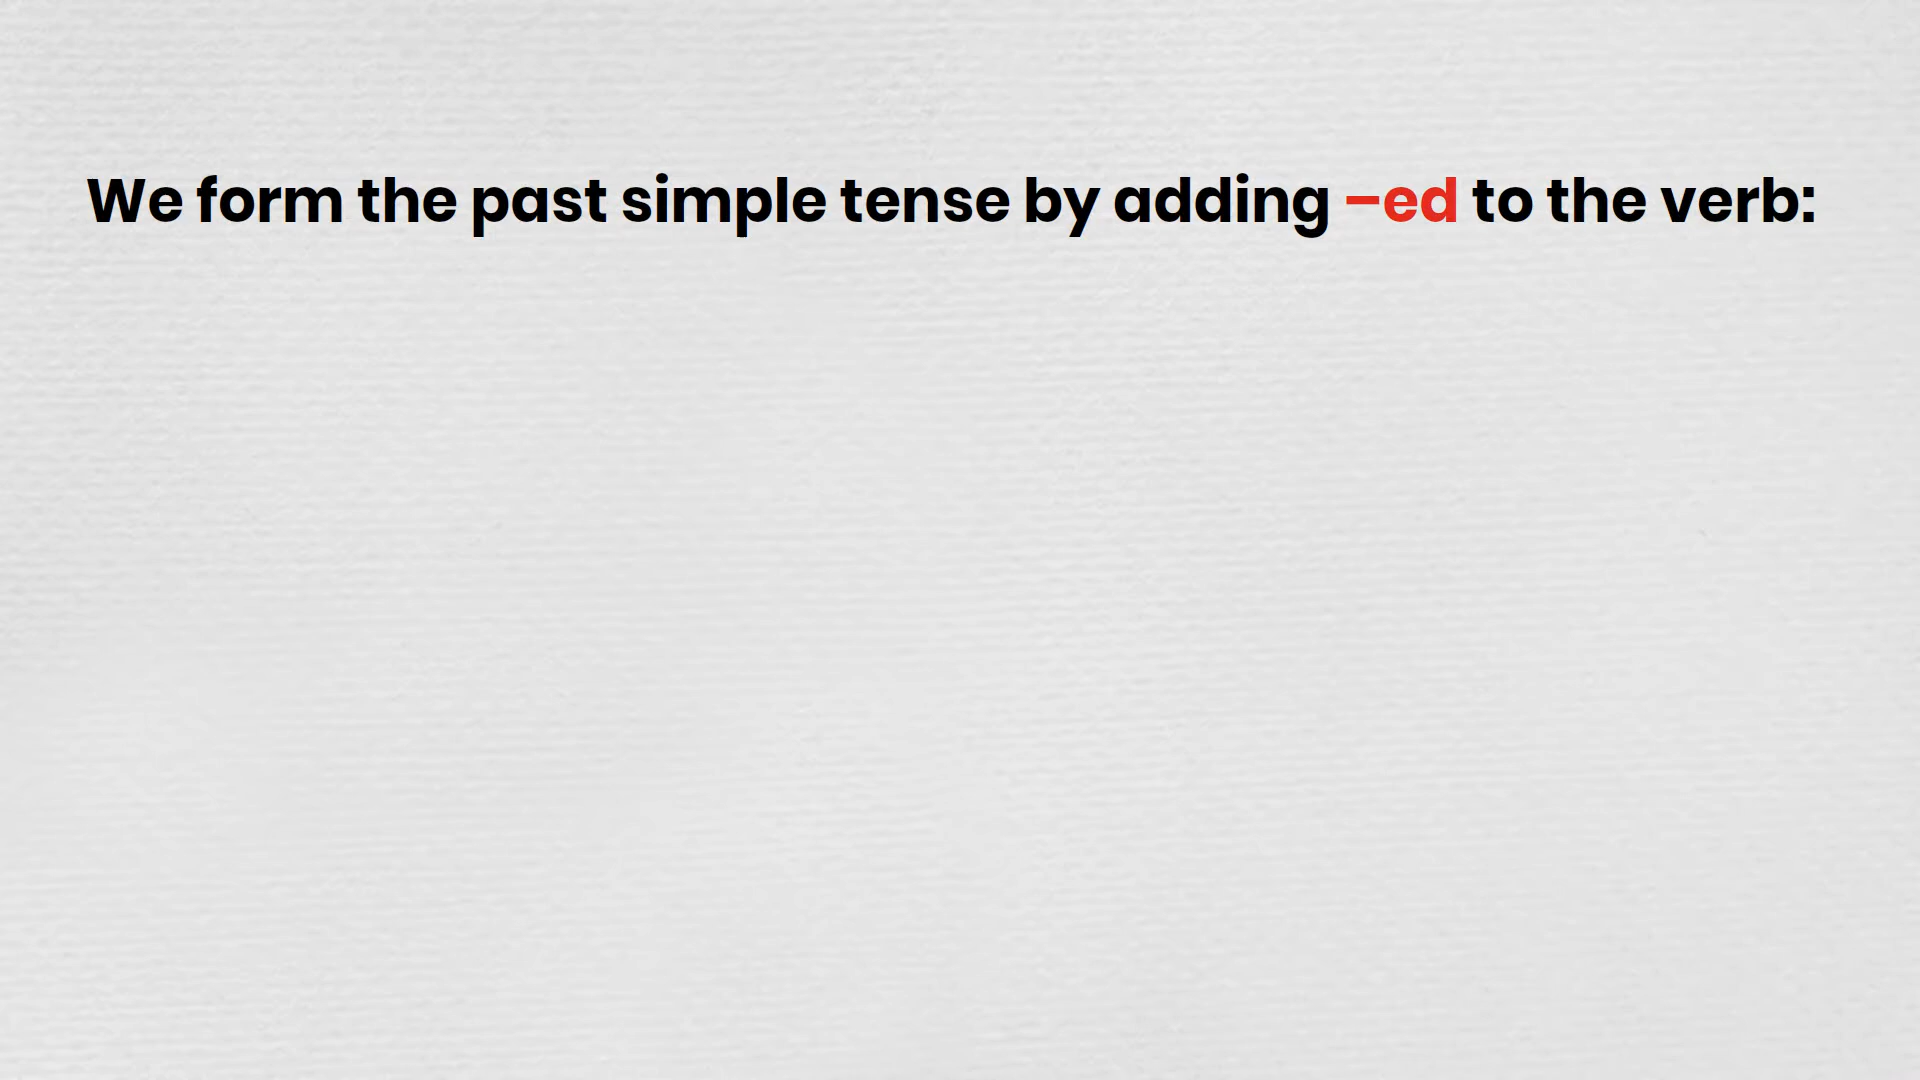 We form the past simple tense by adding –ed to the verb: